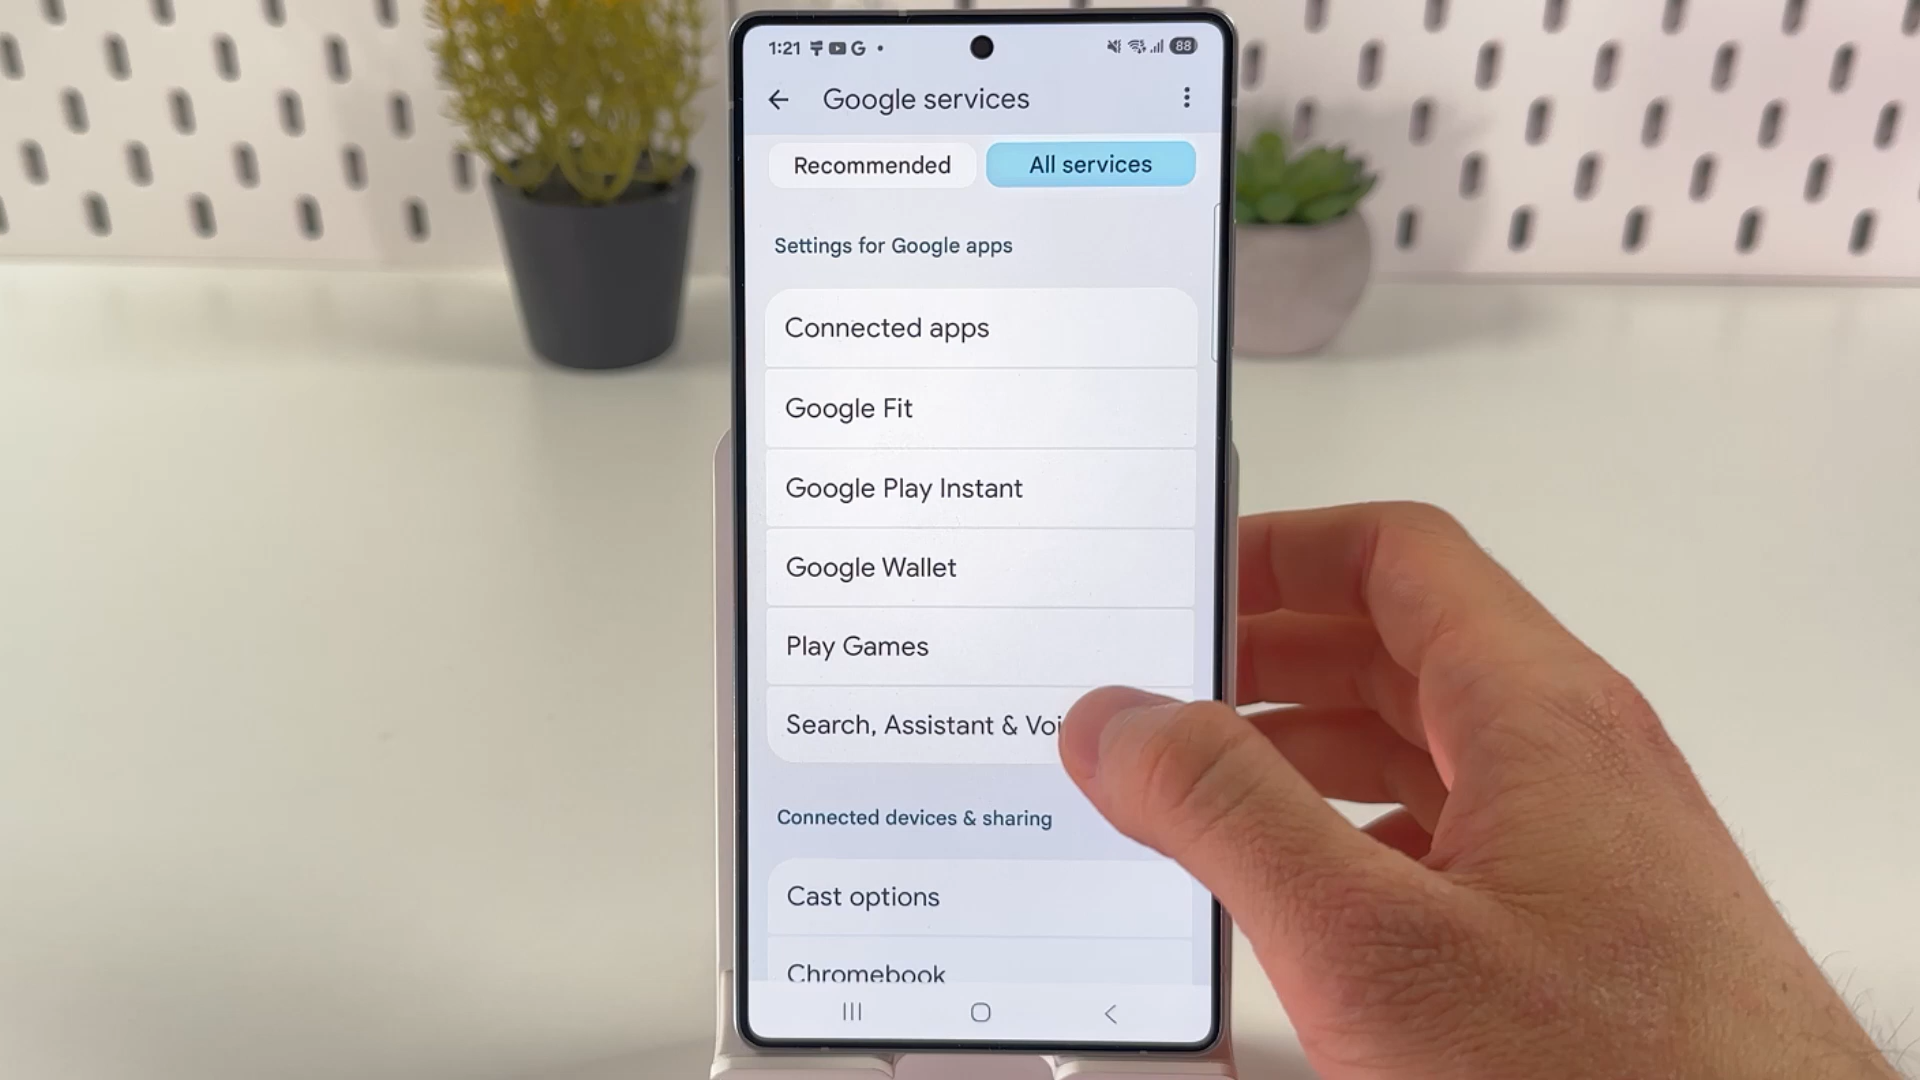 1:21 G 88
Google services
Recommended All services
Settings for Google apps
Connected apps
Google Fit
Google Play Instant
Google Wallet
Play Games
Search, Assistant & Voi
Connected devices & sharing
Cast options
Chromebook